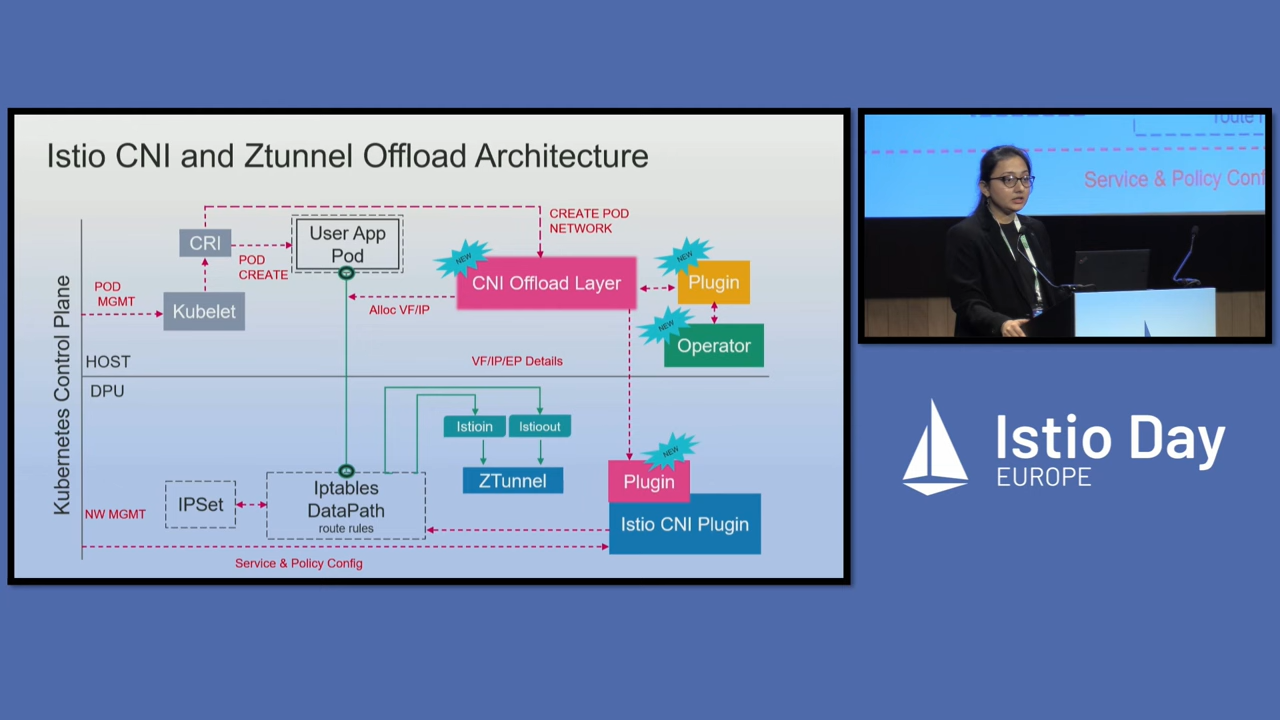 Istio CNI and Ztunnel Offload Architecture
Kubernetes Control Plane
CRI
User App
Pod
CREATE POD
NETWORK
POD
CREATE
POD
MGMT
Kubelet
NEW
CNI Offload Layer
NEW
Plugin
Alloc VF/IP
NEW
Operator
HOST
VF/IP/EP Details
DPU
Istioin
Istioout
ZTunnel
NEW
Plugin
Istio CNI Plugin
IPSet
Iptables
DataPath
route rules
NW MGMT
Service & Policy Config
route
Service & Policy Conf
Istio Day
EUROPE